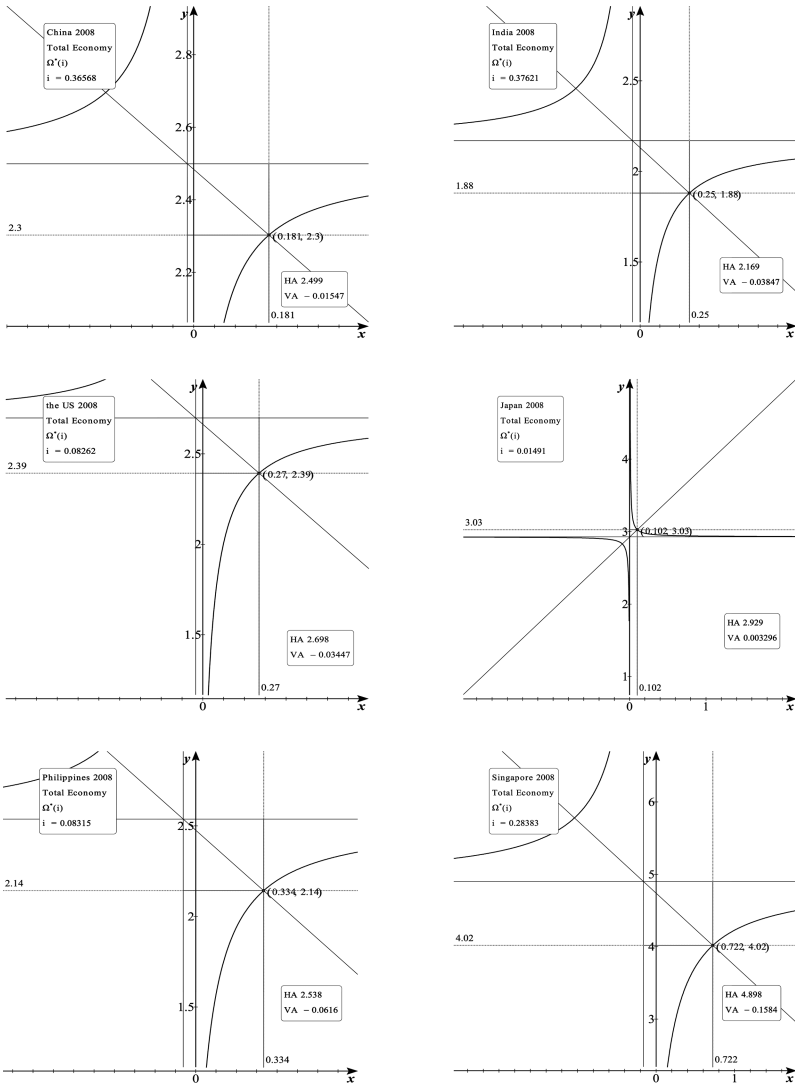 y
China 2008
Total Economy
Ω*(i)
i = 0.36568
2.8
2.6
2.4
2.3
(0.181, 2.3)
2.2
HA 2.499
VA − 0.01547
0.181
0
x
y
India 2008
Total Economy
Ω*(i)
i = 0.37621
2.5
2
1.88
(0.25, 1.88)
1.5
HA 2.169
VA − 0.03847
0.25
0
x
y
the US 2008
Total Economy
Ω*(i)
i = 0.08262
2.5
2.39
(0.27, 2.39)
2
1.5
HA 2.698
VA − 0.03447
0.27
0
x
y
Japan 2008
Total Economy
Ω*(i)
i = 0.01491
4
3.03
3
(0.102, 3.03)
2
HA 2.929
VA 0.003296
1
0.102
0
1
x
y
Philippines 2008
Total Economy
Ω*(i)
i = 0.08315
2.5
2.14
(0.334, 2.14)
2
1.5
HA 2.538
VA − 0.0616
0.334
0
x
y
Singapore 2008
Total Economy
Ω*(i)
i = 0.28383
6
5
4.02
4
(0.722, 4.02)
3
HA 4.898
VA − 0.1584
0.722
0
1
x